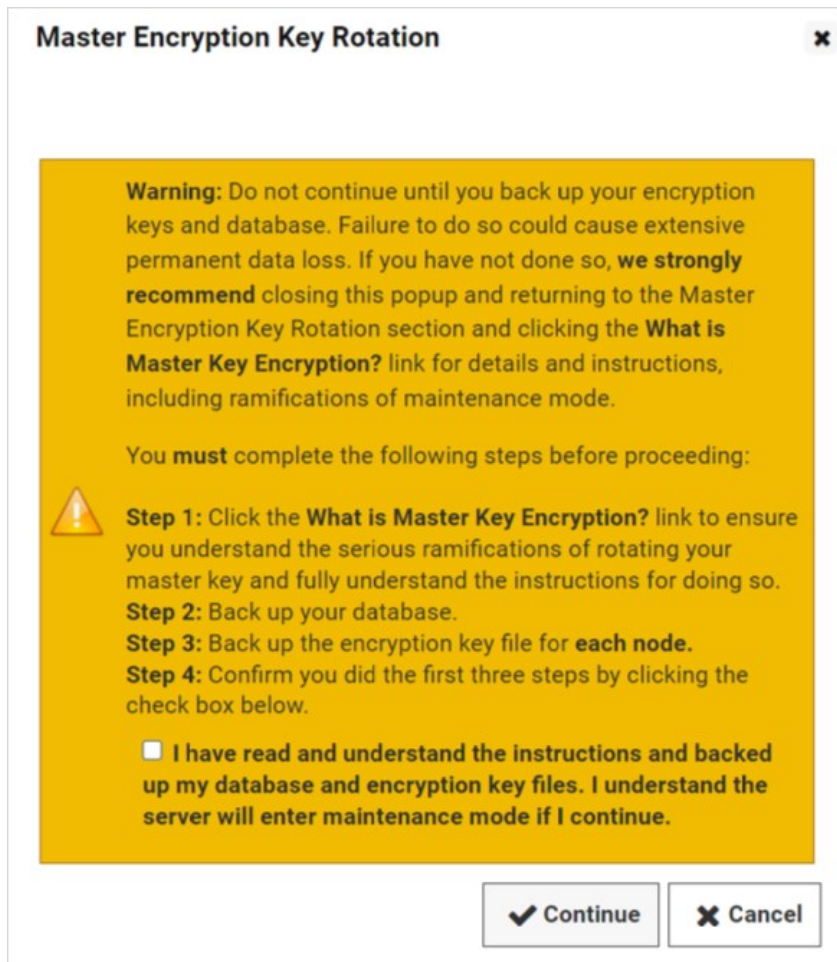 Master Encryption Key Rotation
Warning: Do not continue until you back up your encryption
keys and database. Failure to do so could cause extensive
permanent data loss. If you have not done so, we strongly
recommend closing this popup and returning to the Master
Encryption Key Rotation section and clicking the What is
Master Key Encryption? link for details and instructions,
including ramifications of maintenance mode.
You must complete the following steps before proceeding:
Step 1: Click the What is Master Key Encryption? link to ensure
you understand the serious ramifications of rotating your
master key and fully understand the instructions for doing so.
Step 2: Back up your database.
Step 3: Back up the encryption key file for each node.
Step 4: Confirm you did the first three steps by clicking the
check box below.
I have read and understand the instructions and backed
up my database and encryption key files. I understand the
server will enter maintenance mode if I continue.
Continue Cancel